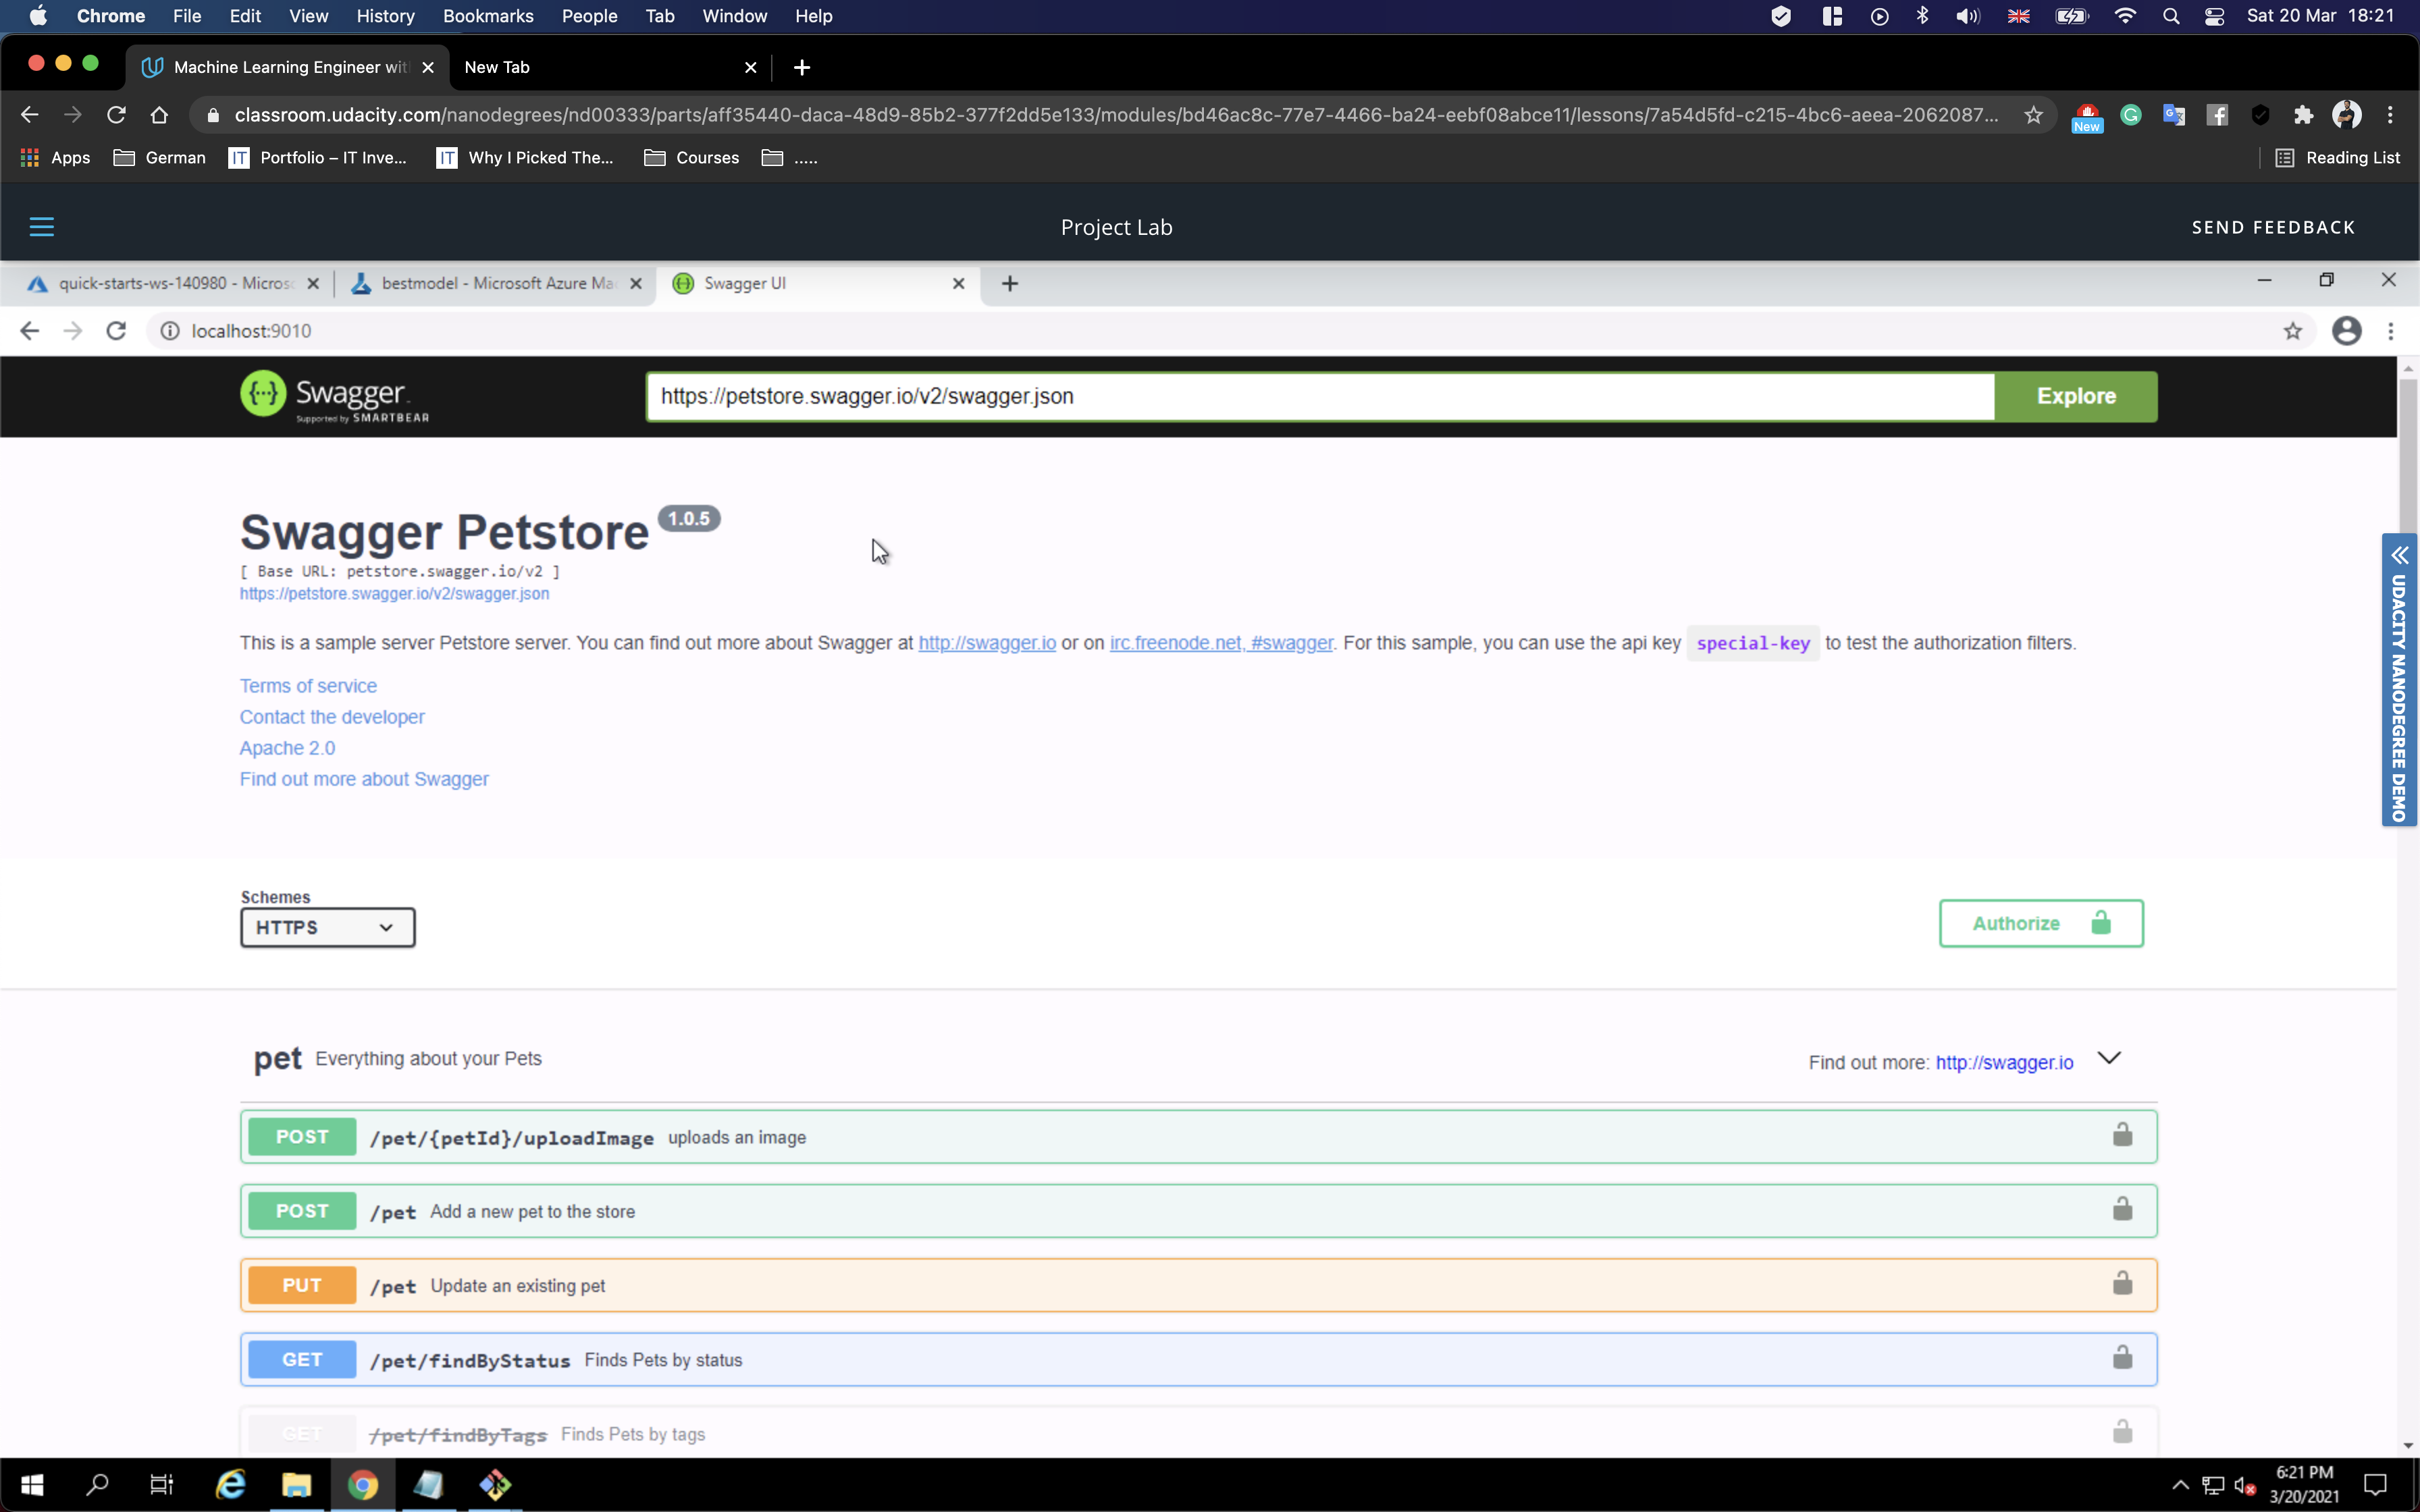 Chrome File Edit View History Bookmarks People Tab Window Help Sat 20 Mar 18:21
Machine Learning Engineer wit New Tab
classroom.udacity.com/nanodegrees/nd00333/parts/aff35440-daca-48d9-85b2-377f2dd5e133/modules/bd46ac8c-77e7-4466-ba24-eebf08abce11/lessons/7a54d5fd-c215-4bc6-aeea-2062087...
New
Apps German IT Portfolio – IT Inve... IT Why I Picked The... Courses ..... Reading List
Project Lab SEND FEEDBACK
quick-starts-ws-140980 - Micros bestmodel - Microsoft Azure Ma Swagger UI
localhost:9010
Swagger
Supported by SMARTBEAR
https://petstore.swagger.io/v2/swagger.json Explore
Swagger Petstore 1.0.5
[ Base URL: petstore.swagger.io/v2 ]
https://petstore.swagger.io/v2/swagger.json
This is a sample server Petstore server. You can find out more about Swagger at http://swagger.io or on irc.freenode.net, #swagger. For this sample, you can use the api key special-key to test the authorization filters.
Terms of service
Contact the developer
Apache 2.0
Find out more about Swagger
UDACITY NANODEGREE DEMO
Schemes
HTTPS
Authorize
pet Everything about your Pets Find out more: http://swagger.io
POST /pet/{petId}/uploadImage uploads an image
POST /pet Add a new pet to the store
PUT /pet Update an existing pet
GET /pet/findByStatus Finds Pets by status
GET /pet/findByTags Finds Pets by tags
6:21 PM
3/20/2021